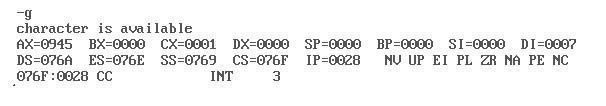 -g
character is available
AX=0945 BX=0000 CX=0001 DX=0000 SP=0000 BP=0000 SI=0000 DI=0007
DS=076A ES=076E SS=0769 CS=076F IP=0028 NV UP EI PL ZR NA PE NC
076F:0028 CC INT 3